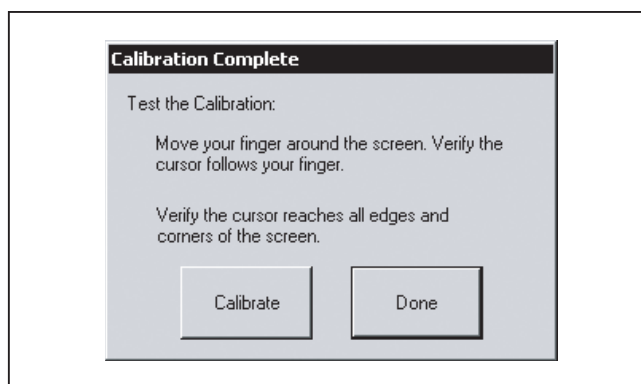 Calibration Complete
Test the Calibration:
Move your finger around the screen. Verify the
cursor follows your finger.
Verify the cursor reaches all edges and
corners of the screen.
Calibrate
Done